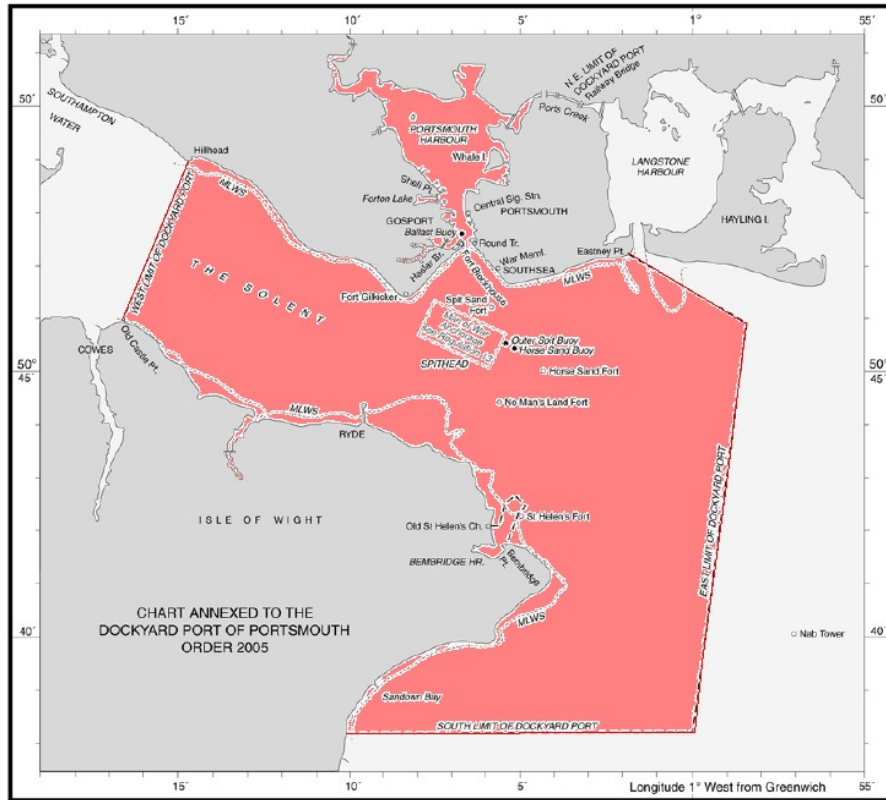 15´
10´
5´
1°
55´
50´
50´
SOUTHAMPTON
WATER
Hillhead
MLWS
WEST LIMIT OF DOCKYARD PORT
THE SOLENT
PORTSMOUTH
HARBOUR
Whale I.
N.E. LIMIT OF
DOCKYARD PORT
Railway Bridge
Ports Creek
LANGSTONE
HARBOUR
HAYLING I.
Shell Pt.
Forton Lake
Central Sig. Stn.
PORTSMOUTH
GOSPORT
Ballast Buoy
Round Tr.
Haslar Br.
Fort Blockhouse
War Meml.
SOUTHSEA
Eastney Pt.
MLWS
Fort Gilkicker
Spit Sand
Fort
Man of War
Anchorage
Outer Spit Buoy
Horse Sand Buoy
SPITHEAD
Horse Sand Fort
No Man's Land Fort
50°
45´
50°
45´
COWES
Old Castle Pt.
MLWS
RYDE
ISLE OF WIGHT
Old St Helen's Ch.
St Helen's Fort
BEMBRIDGE HR.
Bembridge
Pt.
MLWS
EAST LIMIT OF DOCKYARD PORT
CHART ANNEXED TO THE
DOCKYARD PORT OF PORTSMOUTH
ORDER 2005
40´
40´
Nab Tower
Sandown Bay
SOUTH LIMIT OF DOCKYARD PORT
Longitude 1° West from Greenwich
15´
10´
5´
1°
55´